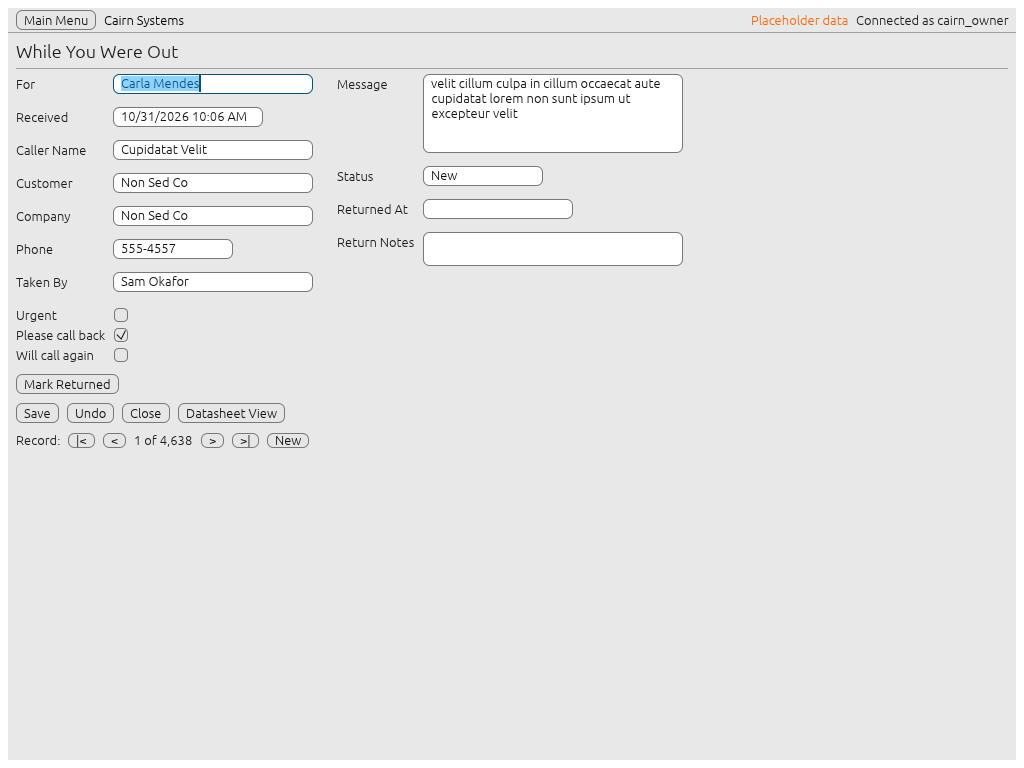 Main Menu Cairn Systems Placeholder data Connected as cairn_owner
While You Were Out
For Carla Mendes
Received 10/31/2026 10:06 AM
Caller Name Cupidatat Velit
Customer Non Sed Co
Company Non Sed Co
Phone 555-4557
Taken By Sam Okafor
Urgent
Please call back
Will call again
Message velit cillum culpa in cillum occaecat aute
cupidatat lorem non sunt ipsum ut
excepteur velit
Status New
Returned At
Return Notes
Mark Returned
Save Undo Close Datasheet View
Record: |< < 1 of 4,638 > >| New